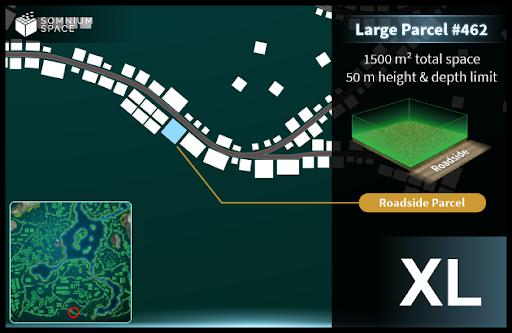 SOMNIUM
SPACE
Large Parcel #462
1500 m² total space
50 m height & depth limit
Roadside
Roadside Parcel
XL